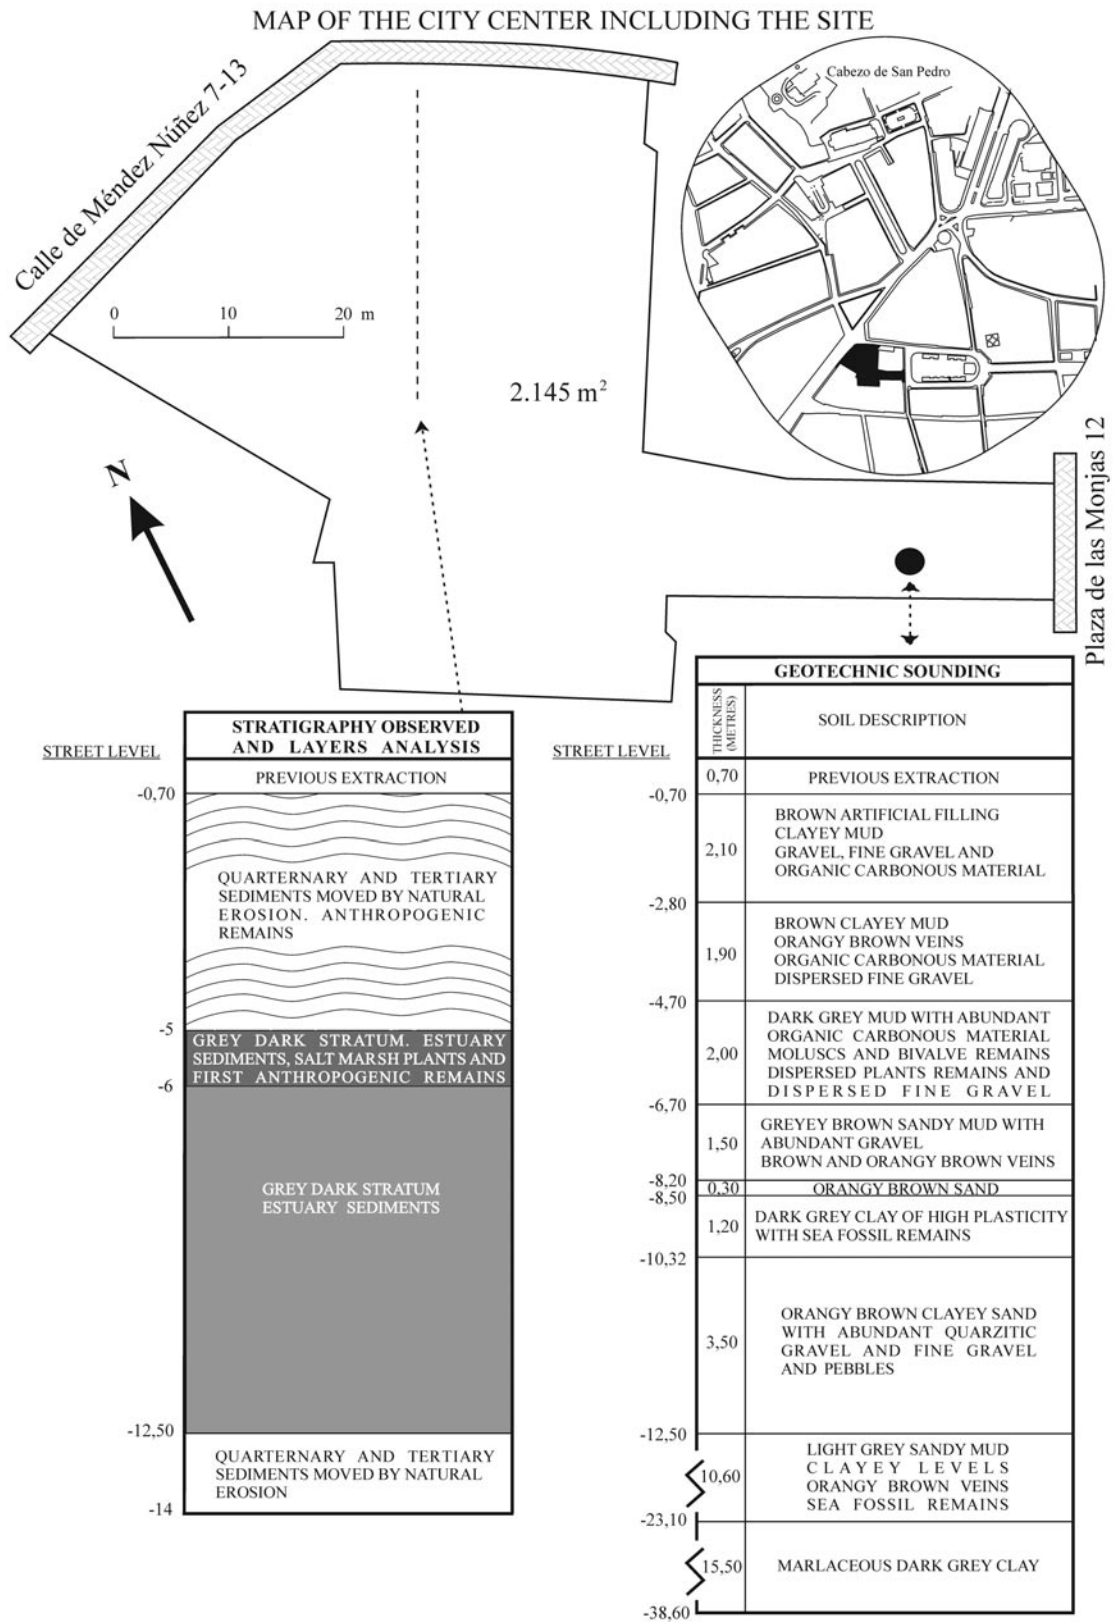 MAP OF THE CITY CENTER INCLUDING THE SITE
Calle de Méndez Núñez 7-13
Cabezo de San Pedro
0 10 20 m
2.145 m²
N
Plaza de las Monjas 12
STRATIGRAPHY OBSERVED
AND LAYERS ANALYSIS
STREET LEVEL
PREVIOUS EXTRACTION
-0,70
QUARTERNARY AND TERTIARY
SEDIMENTS MOVED BY NATURAL
EROSION. ANTHROPOGENIC
REMAINS
-5
GREY DARK STRATUM. ESTUARY
SEDIMENTS, SALT MARSH PLANTS AND
FIRST ANTHROPOGENIC REMAINS
-6
GREY DARK STRATUM
ESTUARY SEDIMENTS
-12,50
QUARTERNARY AND TERTIARY
SEDIMENTS MOVED BY NATURAL
EROSION
-14
GEOTECHNIC SOUNDING
THICKNESS
(METRES)
SOIL DESCRIPTION
STREET LEVEL
0,70 PREVIOUS EXTRACTION
-0,70
2,10
BROWN ARTIFICIAL FILLING
CLAYEY MUD
GRAVEL, FINE GRAVEL AND
ORGANIC CARBONOUS MATERIAL
-2,80
1,90
BROWN CLAYEY MUD
ORANGY BROWN VEINS
ORGANIC CARBONOUS MATERIAL
DISPERSED FINE GRAVEL
-4,70
2,00
DARK GREY MUD WITH ABUNDANT
ORGANIC CARBONOUS MATERIAL
MOLUSCS AND BIVALVE REMAINS
DISPERSED PLANTS REMAINS AND
DISPERSED FINE GRAVEL
-6,70
1,50
GREYEY BROWN SANDY MUD WITH
ABUNDANT GRAVEL
BROWN AND ORANGY BROWN VEINS
-8,20
0,30 ORANGY BROWN SAND
-8,50
1,20
DARK GREY CLAY OF HIGH PLASTICITY
WITH SEA FOSSIL REMAINS
-10,32
3,50
ORANGY BROWN CLAYEY SAND
WITH ABUNDANT QUARZITIC
GRAVEL AND FINE GRAVEL
AND PEBBLES
-12,50
10,60
LIGHT GREY SANDY MUD
CLAYEY LEVELS
ORANGY BROWN VEINS
SEA FOSSIL REMAINS
-23,10
15,50 MARLACEOUS DARK GREY CLAY
-38,60